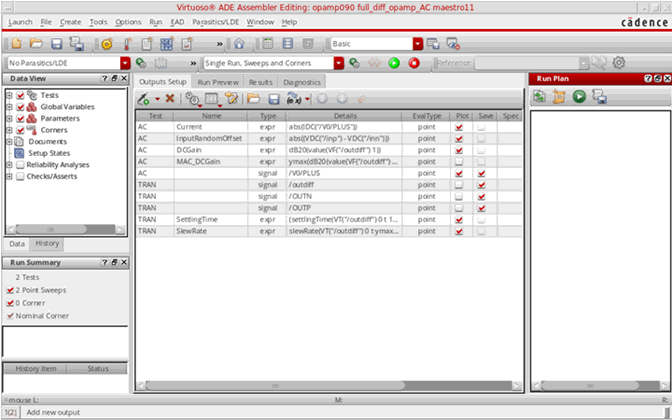 Virtuoso® ADE Assembler Editing: opamp090 full_diff_opamp_AC maestro11
Launch File Create Tools Options Run EAD Parasitics/LDE Window Help
cādence
Basic
No Parasitics/LDE
Single Run, Sweeps and Corners
Reference:
Data View
Tests
Global Variables
Parameters
Corners
Documents
Setup States
Reliability Analyses
Checks/Asserts
Data History
Run Summary
2 Tests
2 Point Sweeps
0 Corner
Nominal Corner
History Item Status
Outputs Setup Run Preview Results Diagnostics
Test Name Type Details EvalType Plot Save Spec
AC Current expr abs(IDC("/V0/PLUS")) point
AC InputRandomOffset expr abs((VDC("/inp") - VDC("/inn"))) point
AC DCGain expr dB20(value(VF("/outdiff") 1)) point
AC MAC_DCGain expr ymax(dB20(value(VF("/outdiff") ... point
AC signal /V0/PLUS point
TRAN signal /outdiff point
TRAN signal /OUTN point
TRAN signal /OUTP point
TRAN SettlingTime expr (settlingTime(VT("/outdiff") 0 t 1... point
TRAN SlewRate expr slewRate(VT("/outdiff") 0 t ymax... point
Run Plan
mouse L: M: R:
1(2) Add new output